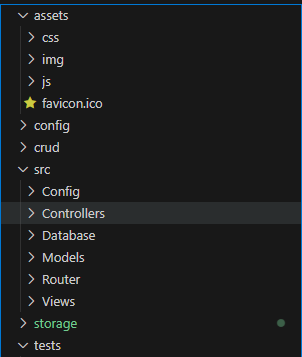 assets
css
img
js
favicon.ico
config
crud
src
Config
Controllers
Database
Models
Router
Views
storage
tests